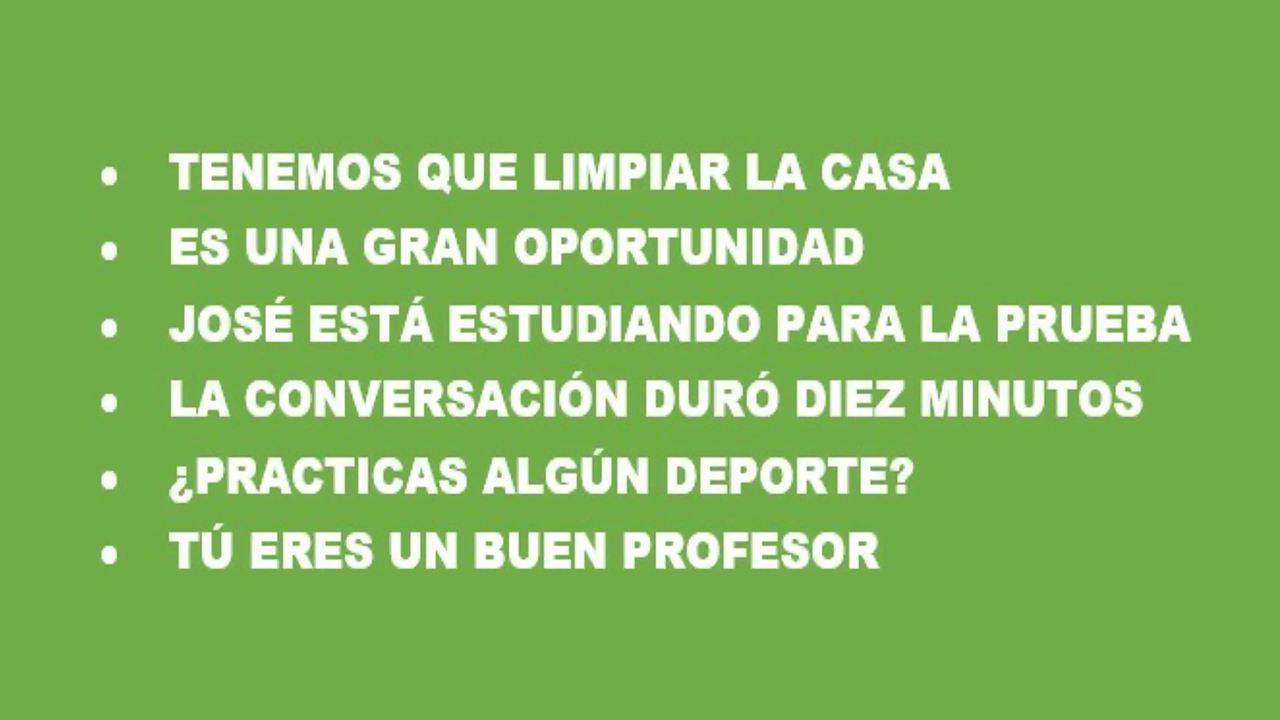 • TENEMOS QUE LIMPIAR LA CASA
• ES UNA GRAN OPORTUNIDAD
• JOSÉ ESTÁ ESTUDIANDO PARA LA PRUEBA
• LA CONVERSACIÓN DURÓ DIEZ MINUTOS
• ¿PRACTICAS ALGÚN DEPORTE?
• TÚ ERES UN BUEN PROFESOR